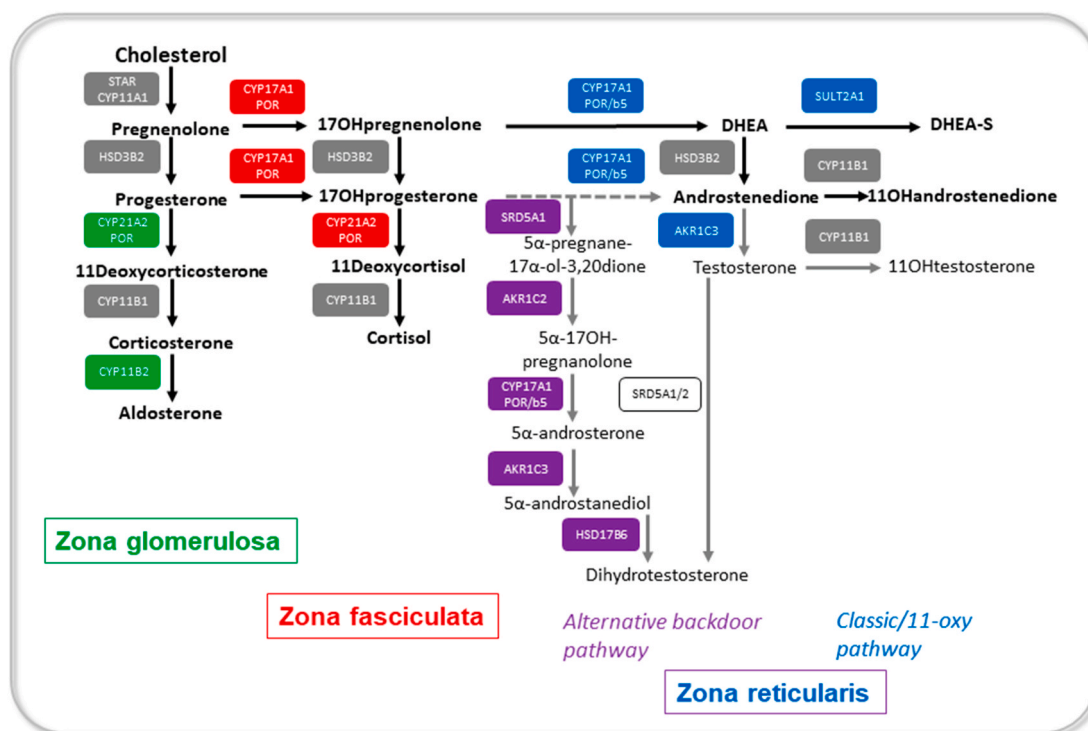 Cholesterol
STAR
CYP11A1
CYP17A1
POR
CYP17A1
POR/b5
SULT2A1
Pregnenolone
17OHpregnenolone
DHEA
DHEA-S
HSD3B2
CYP17A1
POR
HSD3B2
CYP17A1
POR/b5
HSD3B2
CYP11B1
Progesterone
17OHprogesterone
Androstenedione
11OHandrostenedione
CYP21A2
POR
CYP21A2
POR
SRD5A1
AKR1C3
CYP11B1
5α-pregnane-
17α-ol-3,20dione
11Deoxycorticosterone
11Deoxycortisol
Testosterone
11OHtestosterone
CYP11B1
CYP11B1
AKR1C2
Corticosterone
Cortisol
5α-17OH-
pregnanolone
CYP11B2
CYP17A1
POR/b5
SRD5A1/2
Aldosterone
5α-androsterone
AKR1C3
5α-androstanediol
HSD17B6
Zona glomerulosa
Dihydrotestosterone
Zona fasciculata
Alternative backdoor
pathway
Classic/11-oxy
pathway
Zona reticularis